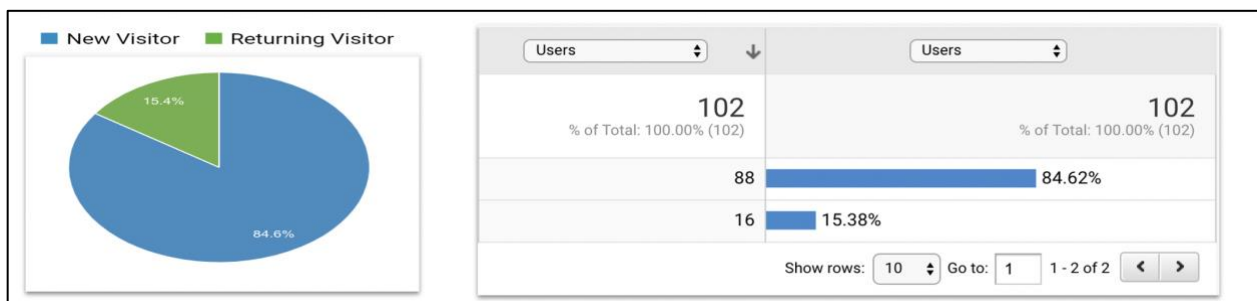 New Visitor Returning Visitor
15.4%
84.6%
Users Users
102 102
% of Total: 100.00% (102) % of Total: 100.00% (102)
88 84.62%
16 15.38%
Show rows: 10 Go to: 1 1 - 2 of 2